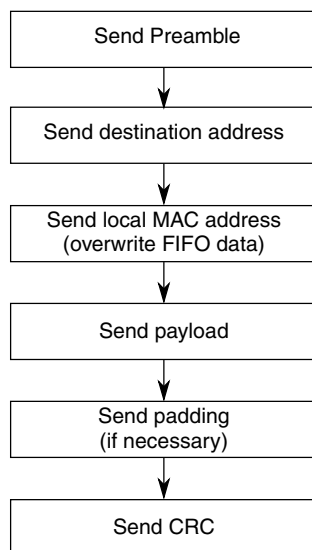 Send Preamble
Send destination address
Send local MAC address
(overwrite FIFO data)
Send payload
Send padding
(if necessary)
Send CRC